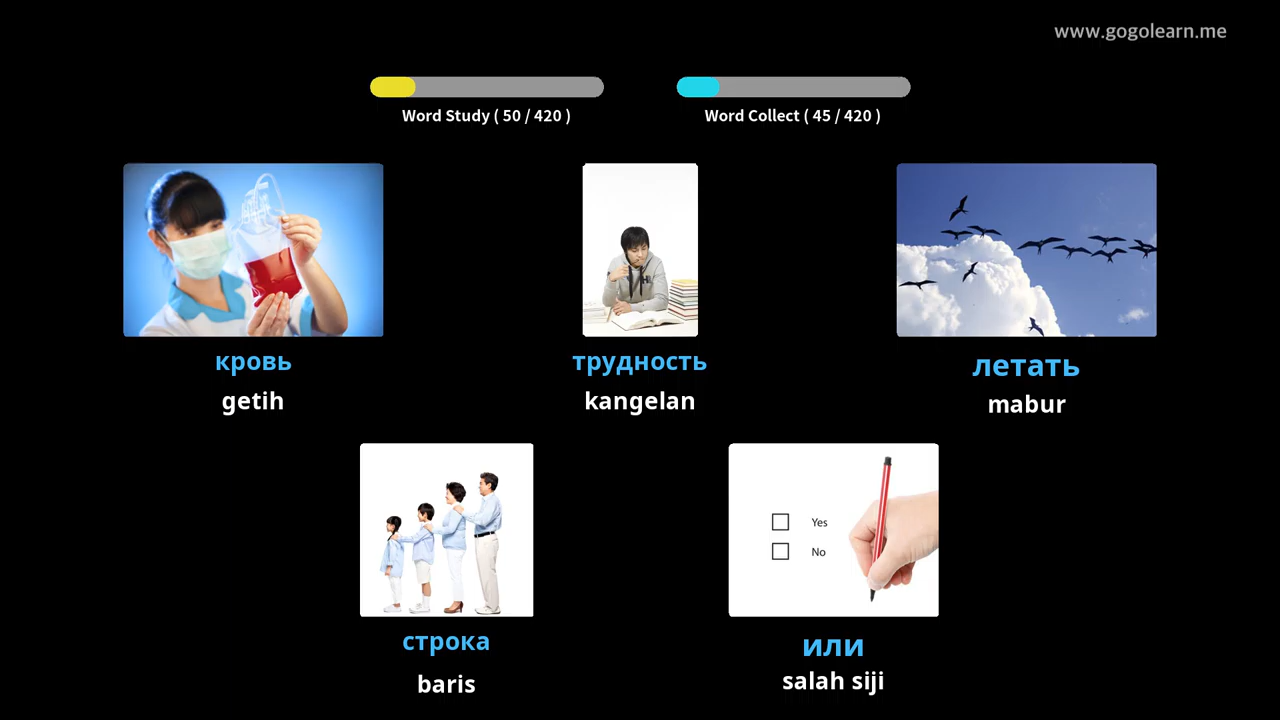 www.gogolearn.me
Word Study ( 50 / 420 )
Word Collect ( 45 / 420 )
кровь
getih
трудность
kangelan
летать
mabur
строка
baris
Yes
No
или
salah siji